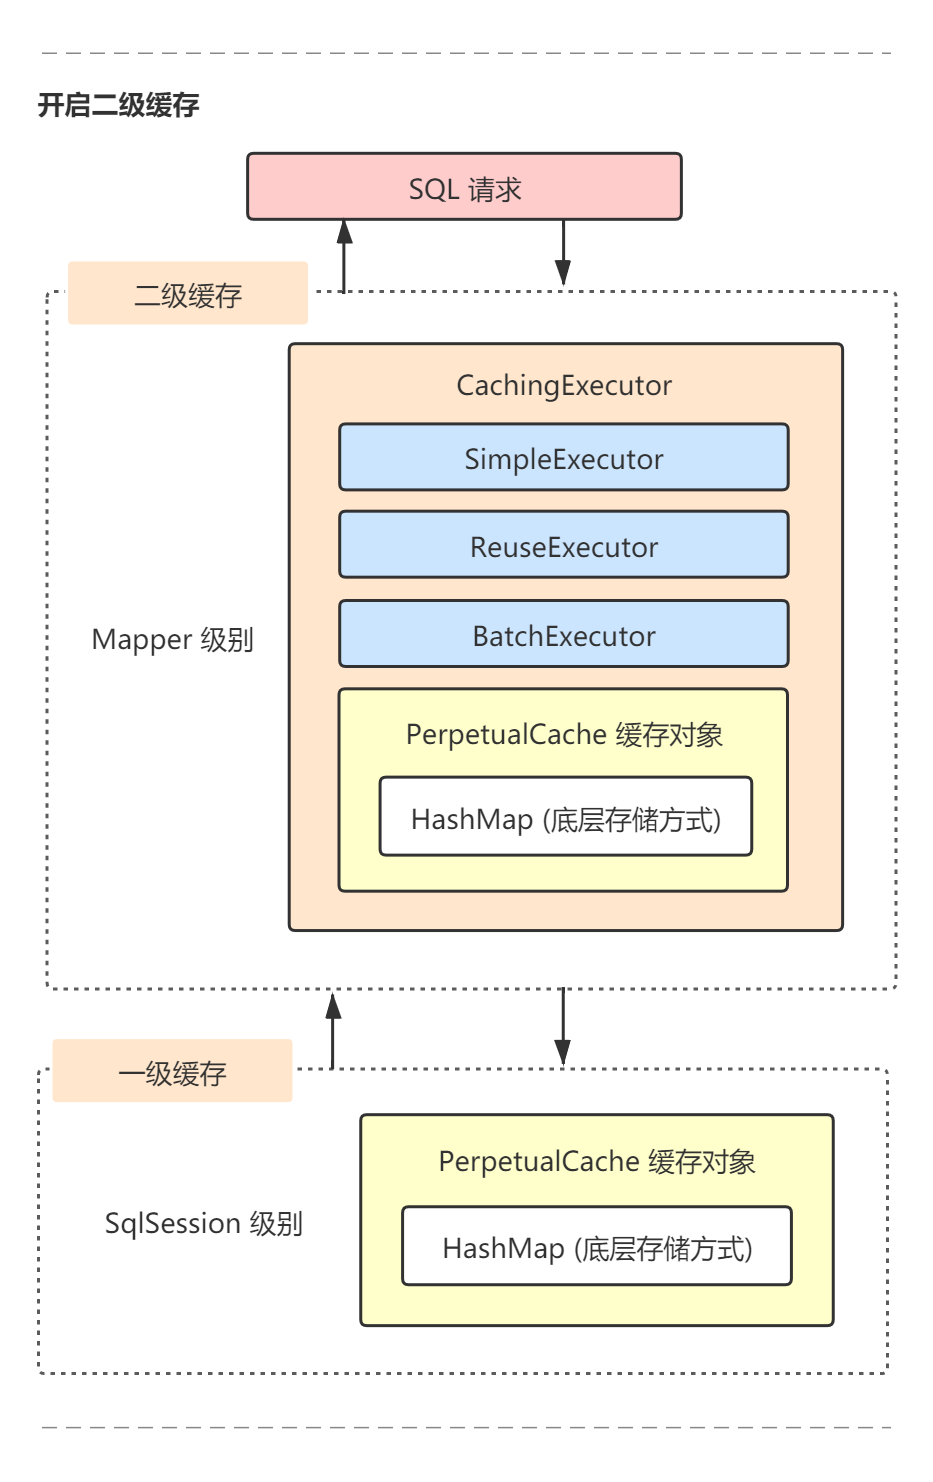 开启二级缓存
SQL 请求
二级缓存
CachingExecutor
SimpleExecutor
ReuseExecutor
BatchExecutor
Mapper 级别
PerpetualCache 缓存对象
HashMap (底层存储方式)
一级缓存
PerpetualCache 缓存对象
SqlSession 级别
HashMap (底层存储方式)